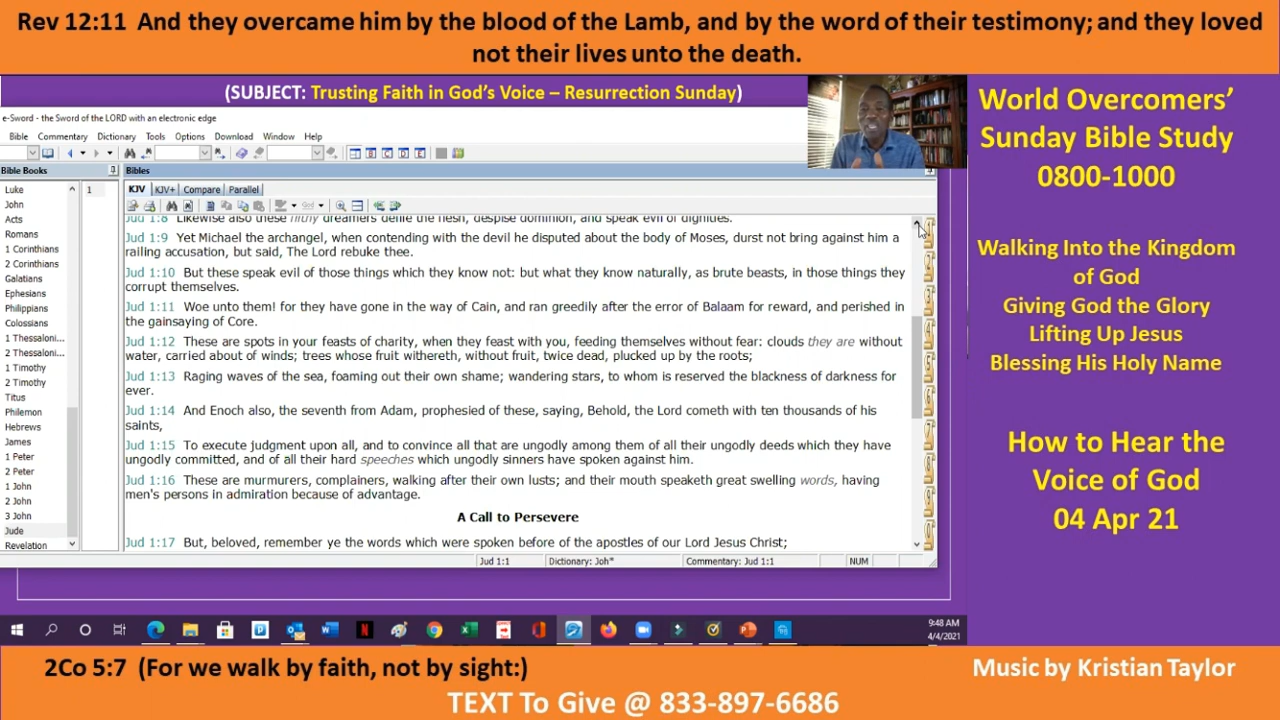 Rev 12:11 And they overcame him by the blood of the Lamb, and by the word of their testimony; and they loved
not their lives unto the death.
(SUBJECT: Trusting Faith in God's Voice – Resurrection Sunday)
e-Sword - the Sword of the LORD with an electronic edge
Bible Commentary Dictionary Tools Options Download Window Help
Bible Books
Luke
John
Acts
Romans
1 Corinthians
2 Corinthians
Galatians
Ephesians
Philippians
Colossians
1 Thessaloni...
2 Thessaloni...
1 Timothy
2 Timothy
Titus
Philemon
Hebrews
James
1 Peter
2 Peter
1 John
2 John
3 John
Jude
Revelation
1
Bibles
KJV KJV+ Compare Parallel
Jud 1:8 Likewise also these filthy dreamers defile the flesh, despise dominion, and speak evil of dignities.
Jud 1:9 Yet Michael the archangel, when contending with the devil he disputed about the body of Moses, durst not bring against him a
railing accusation, but said, The Lord rebuke thee.
Jud 1:10 But these speak evil of those things which they know not: but what they know naturally, as brute beasts, in those things they
corrupt themselves.
Jud 1:11 Woe unto them! for they have gone in the way of Cain, and ran greedily after the error of Balaam for reward, and perished in
the gainsaying of Core.
Jud 1:12 These are spots in your feasts of charity, when they feast with you, feeding themselves without fear: clouds they are without
water, carried about of winds; trees whose fruit withereth, without fruit, twice dead, plucked up by the roots;
Jud 1:13 Raging waves of the sea, foaming out their own shame; wandering stars, to whom is reserved the blackness of darkness for
ever.
Jud 1:14 And Enoch also, the seventh from Adam, prophesied of these, saying, Behold, the Lord cometh with ten thousands of his
saints,
Jud 1:15 To execute judgment upon all, and to convince all that are ungodly among them of all their ungodly deeds which they have
ungodly committed, and of all their hard speeches which ungodly sinners have spoken against him.
Jud 1:16 These are murmurers, complainers, walking after their own lusts; and their mouth speaketh great swelling words, having
men's persons in admiration because of advantage.
A Call to Persevere
Jud 1:17 But, beloved, remember ye the words which were spoken before of the apostles of our Lord Jesus Christ;
Jud 1:1 Dictionary: Joh* Commentary: Jud 1:1 NUM
9:48 AM
4/4/2021
World Overcomers'
Sunday Bible Study
0800-1000
Walking Into the Kingdom
of God
Giving God the Glory
Lifting Up Jesus
Blessing His Holy Name
How to Hear the
Voice of God
04 Apr 21
2Co 5:7 (For we walk by faith, not by sight:)
Music by Kristian Taylor
TEXT To Give @ 833-897-6686